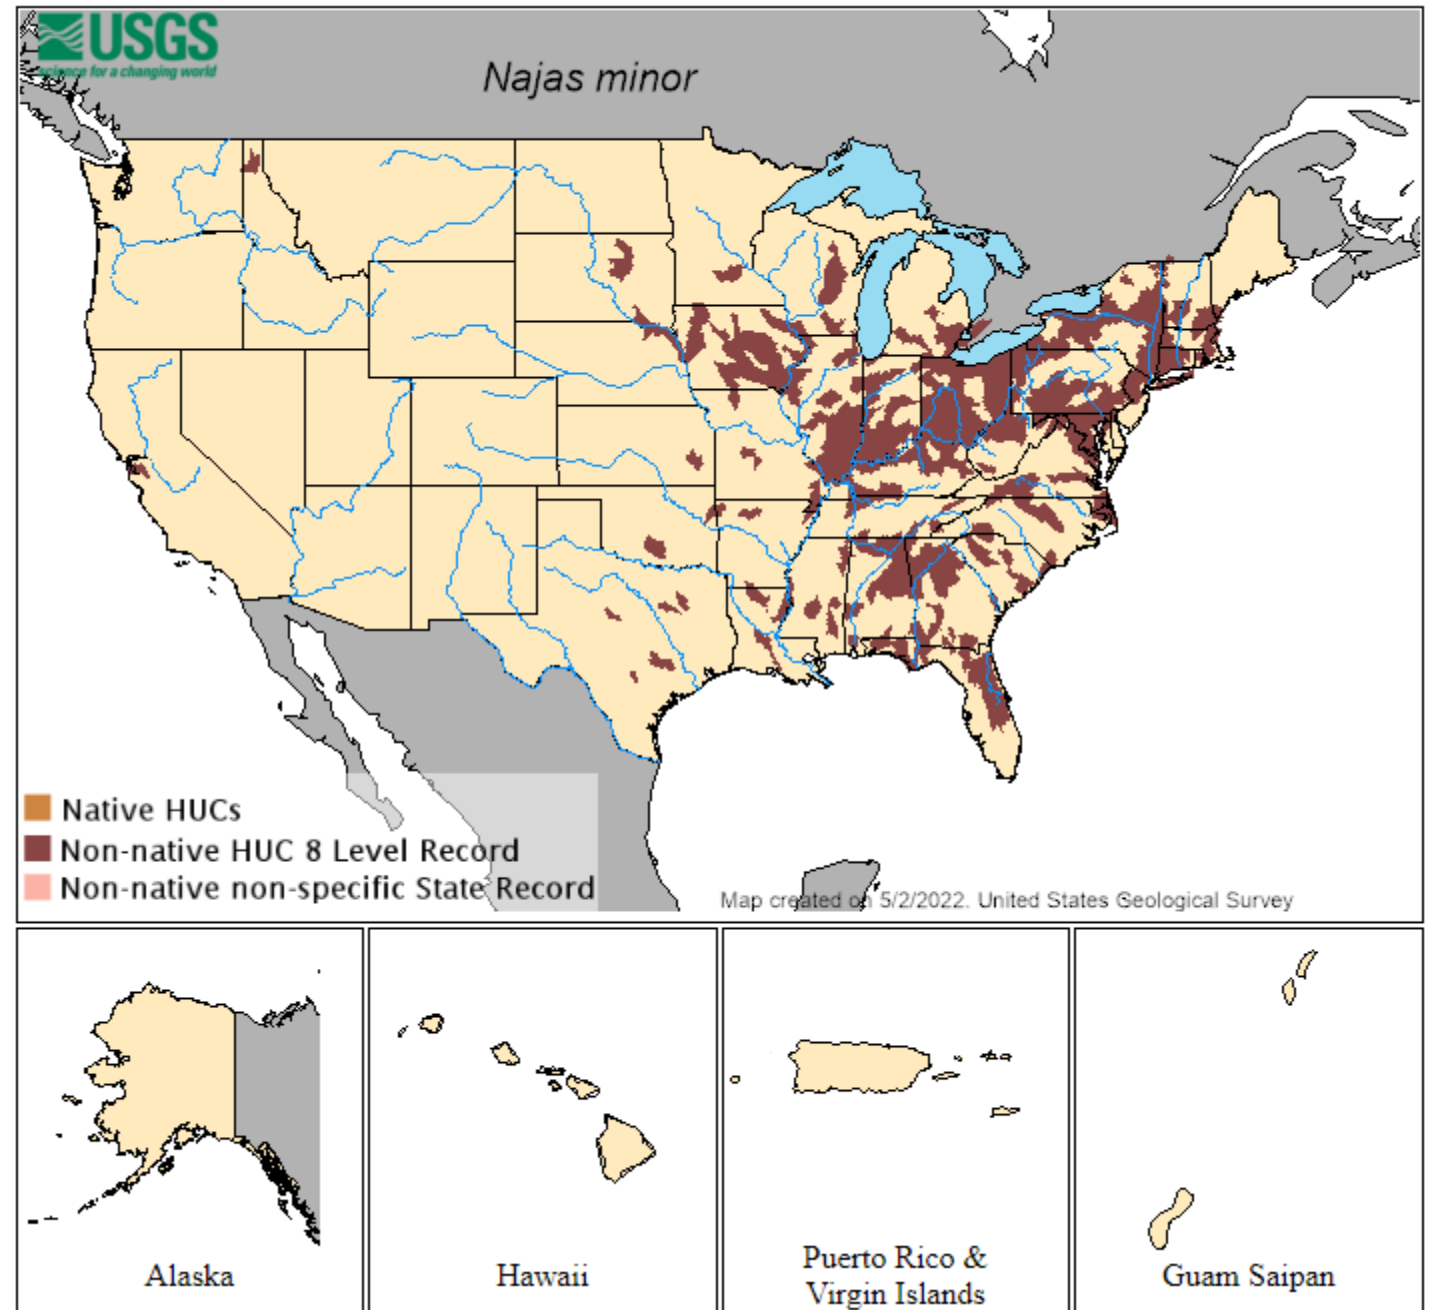 USGS
science for a changing world
Najas minor
Native HUCs
Non-native HUC 8 Level Record
Non-native non-specific State Record
Map created on 5/2/2022. United States Geological Survey
Alaska
Hawaii
Puerto Rico &
Virgin Islands
Guam Saipan